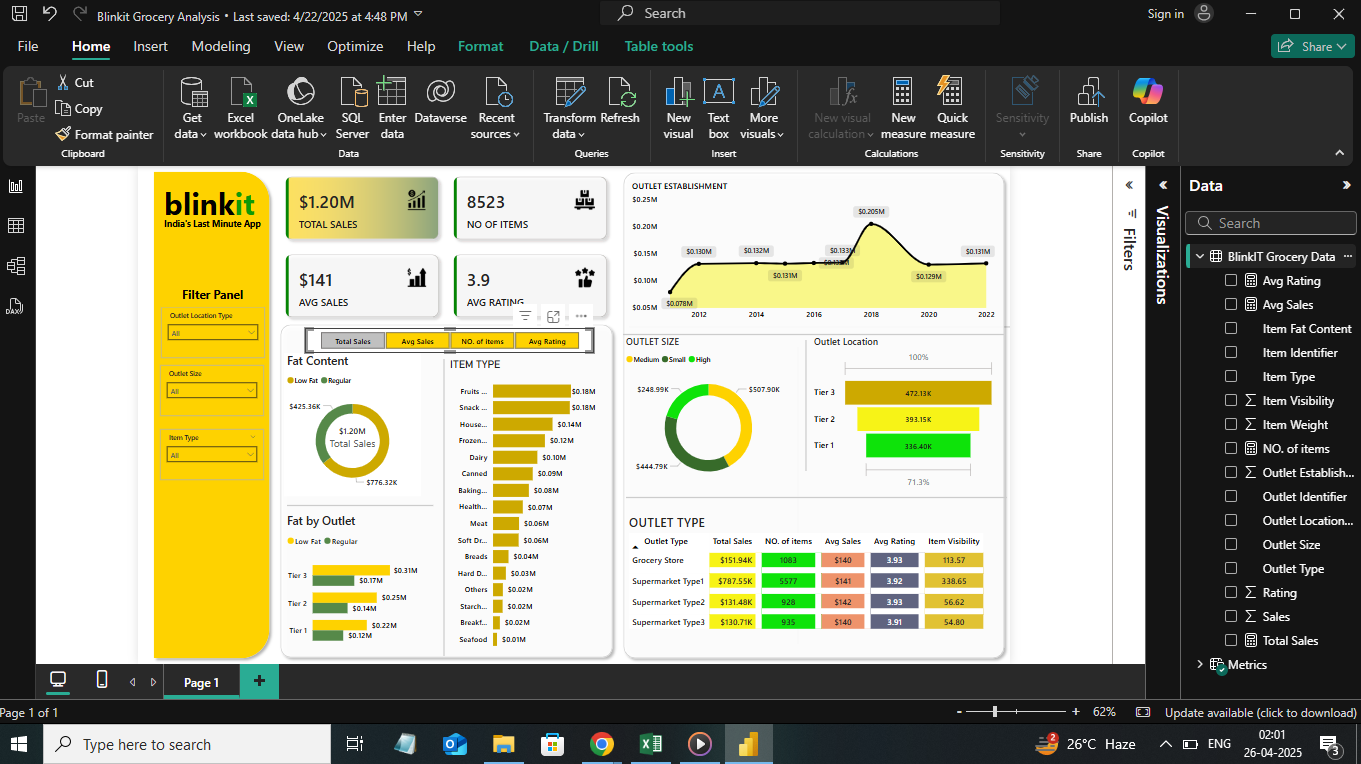 Blinkit Grocery Analysis • Last saved: 4/22/2025 at 4:48 PM
Search
Sign in
File Home Insert Modeling View Optimize Help Format Data / Drill Table tools
Share
Paste
Cut
Copy
Format painter
Clipboard
Get data
Excel workbook
OneLake data hub
SQL Server
Enter data
Dataverse
Recent sources
Data
Transform data
Refresh
Queries
New visual
Text box
More visuals
Insert
New visual calculation
New measure
Quick measure
Calculations
Sensitivity
Sensitivity
Publish
Share
Copilot
Copilot
blinkit
India's Last Minute App
Filter Panel
Outlet Location Type
All
Outlet Size
All
Item Type
All
$1.20M
TOTAL SALES
8523
NO OF ITEMS
$141
AVG SALES
3.9
AVG RATING
Total Sales Avg Sales NO. of items Avg Rating
Fat Content
Low Fat Regular
$425.36K
$1.20M
Total Sales
$776.32K
Fat by Outlet
Low Fat Regular
Tier 3 $0.31M
$0.17M
Tier 2 $0.25M
$0.14M
Tier 1 $0.22M
$0.12M
ITEM TYPE
Fruits ... $0.18M
Snack ... $0.18M
House... $0.14M
Frozen... $0.12M
Dairy $0.10M
Canned $0.09M
Baking... $0.08M
Health... $0.07M
Meat $0.06M
Soft Dr... $0.06M
Breads $0.04M
Hard D... $0.03M
Others $0.02M
Starch... $0.02M
Breakf... $0.02M
Seafood $0.01M
OUTLET ESTABLISHMENT
$0.25M
$0.20M
$0.15M
$0.10M
$0.05M
$0.078M
$0.130M
$0.132M
$0.131M
$0.133M
$0.205M
$0.129M
$0.131M
2012 2014 2016 2018 2020 2022
OUTLET SIZE
Medium Small High
$248.99K
$507.90K
$444.79K
Outlet Location
100%
Tier 3 472.13K
Tier 2 393.15K
Tier 1 336.40K
71.3%
OUTLET TYPE
Outlet Type Total Sales NO. of items Avg Sales Avg Rating Item Visibility
Grocery Store $151.94K 1083 $140 3.93 113.57
Supermarket Type1 $787.55K 5577 $141 3.92 338.65
Supermarket Type2 $131.48K 928 $142 3.93 56.62
Supermarket Type3 $130.71K 935 $140 3.91 54.80
Filters
Visualizations
Data
Search
BlinkIT Grocery Data
Avg Rating
Avg Sales
Item Fat Content
Item Identifier
Item Type
Item Visibility
Item Weight
NO. of items
Outlet Establish...
Outlet Identifier
Outlet Location...
Outlet Size
Outlet Type
Rating
Sales
Total Sales
Metrics
Page 1
Page 1 of 1
62%
Update available (click to download)
Type here to search
2
26°C Haze
ENG
02:01
26-04-2025
3